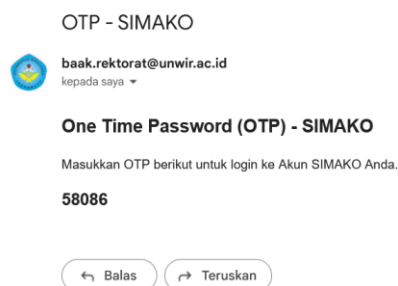 OTP - SIMAKO
baak.rektorat@unwir.ac.id
kepada saya
One Time Password (OTP) - SIMAKO
Masukkan OTP berikut untuk login ke Akun SIMAKO Anda.
58086
Balas
Teruskan